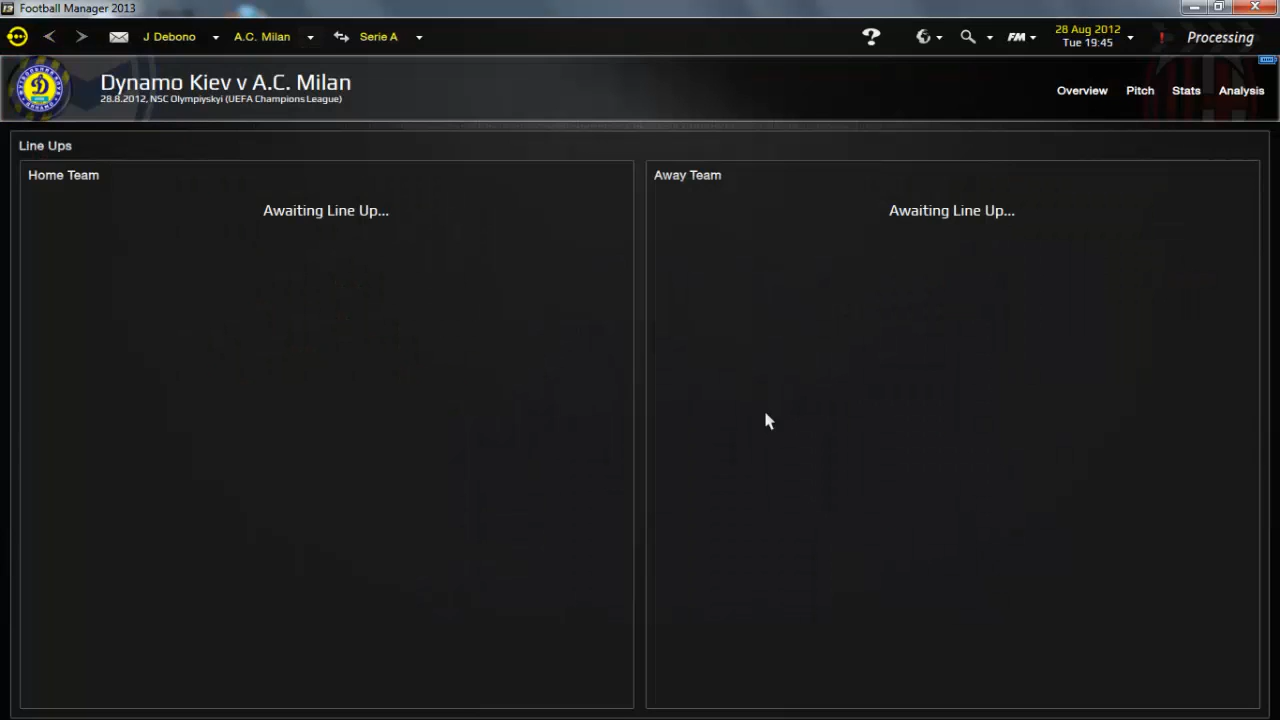 Football Manager 2013
J Debono
A.C. Milan
Serie A
?
FM
28 Aug 2012
Tue 19:45
!
Processing
Dynamo Kiev v A.C. Milan
28.8.2012, NSC Olympiyskyi (UEFA Champions League)
Overview
Pitch
Stats
Analysis
Line Ups
Home Team
Away Team
Awaiting Line Up...
Awaiting Line Up...